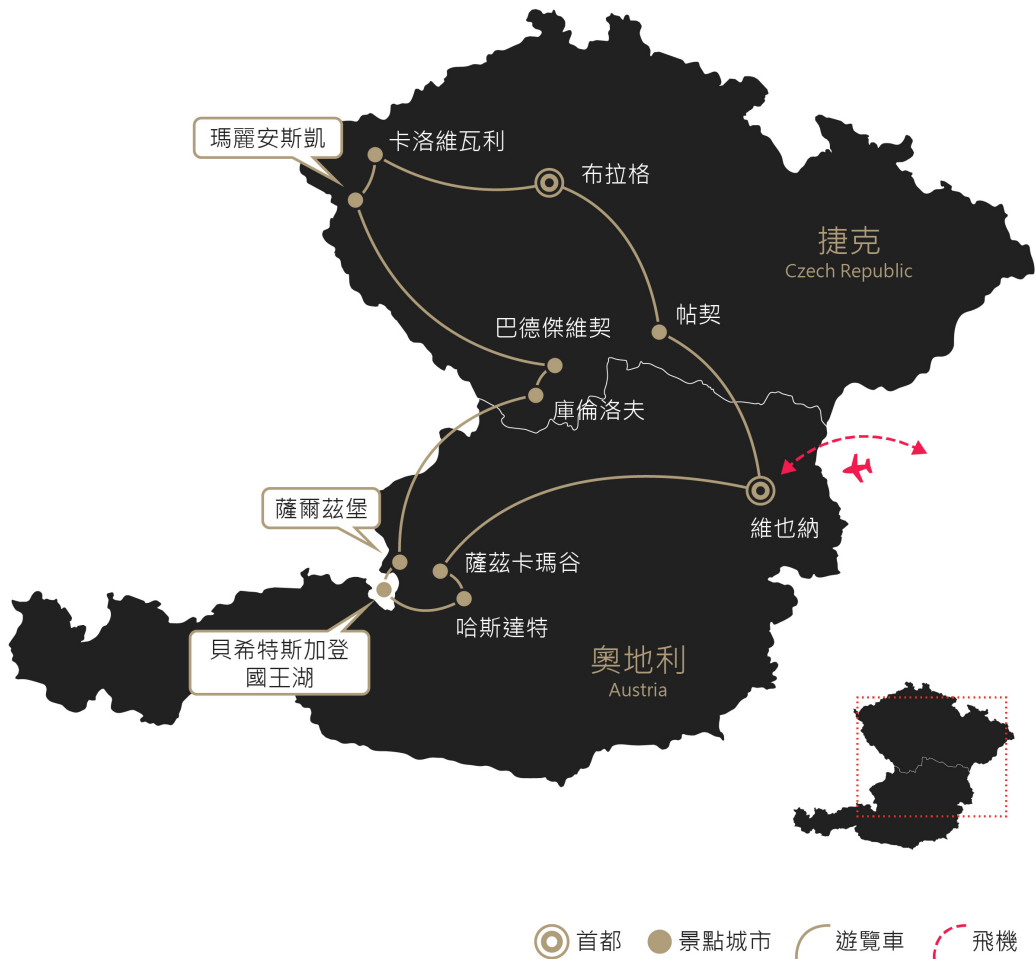 瑪麗安斯凱
卡洛維瓦利
布拉格
捷克
Czech Republic
帖契
巴德傑維契
庫倫洛夫
薩爾茲堡
維也納
薩茲卡瑪谷
哈斯達特
貝希特斯加登
國王湖
奧地利
Austria
首都
景點城市
遊覽車
飛機